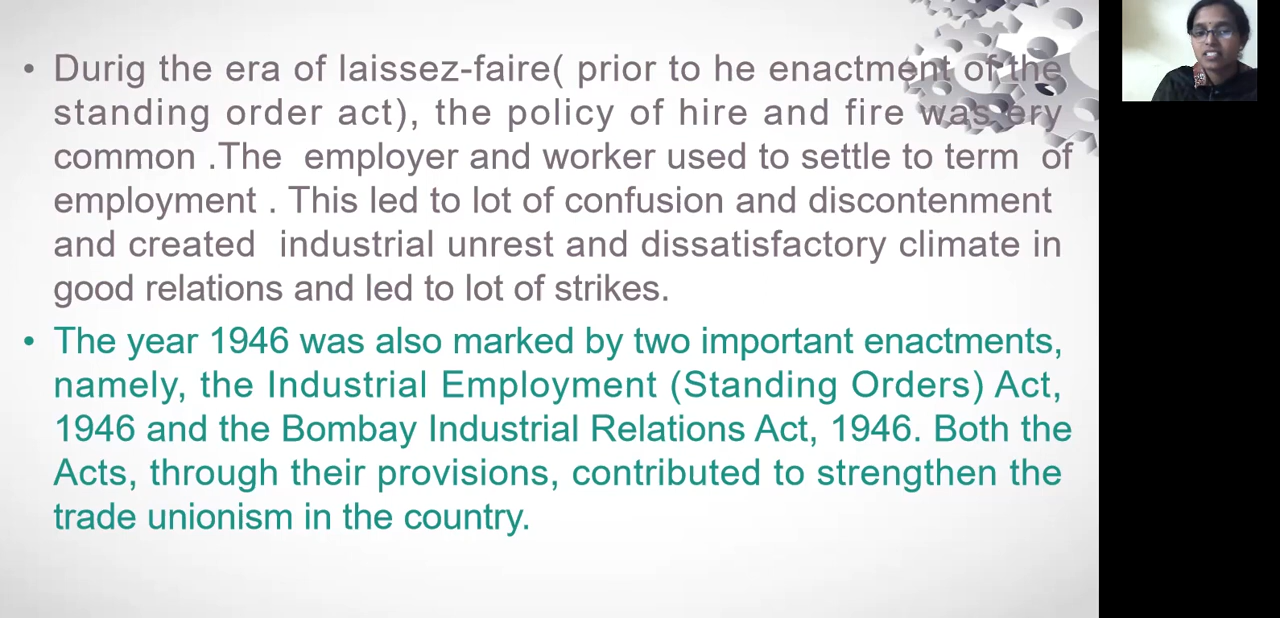 • Durig the era of laissez-faire( prior to he enactment of the
standing order act), the policy of hire and fire was ery
common .The employer and worker used to settle to term of
employment . This led to lot of confusion and discontenment
and created industrial unrest and dissatisfactory climate in
good relations and led to lot of strikes.
• The year 1946 was also marked by two important enactments,
namely, the Industrial Employment (Standing Orders) Act,
1946 and the Bombay Industrial Relations Act, 1946. Both the
Acts, through their provisions, contributed to strengthen the
trade unionism in the country.